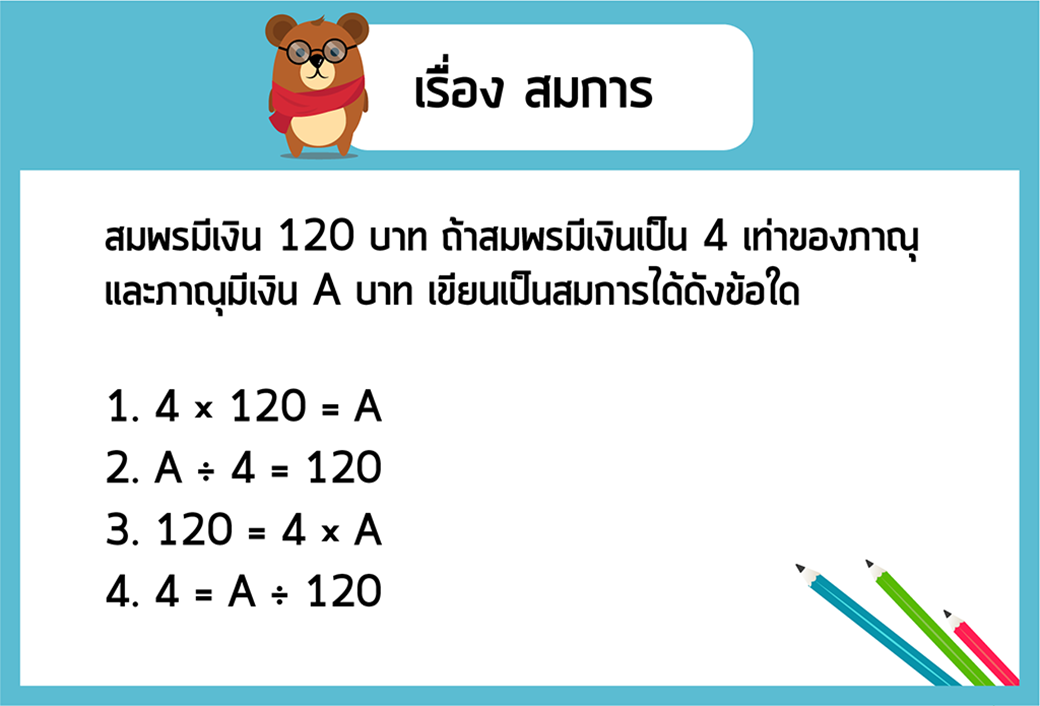 เรื่อง สมการ
สมพรมีเงิน 120 บาท ถ้าสมพรมีเงินเป็น 4 เท่าของภาณุ
และภาณุมีเงิน A บาท เขียนเป็นสมการได้ดังข้อใด
1. 4 × 120 = A
2. A ÷ 4 = 120
3. 120 = 4 × A
4. 4 = A ÷ 120